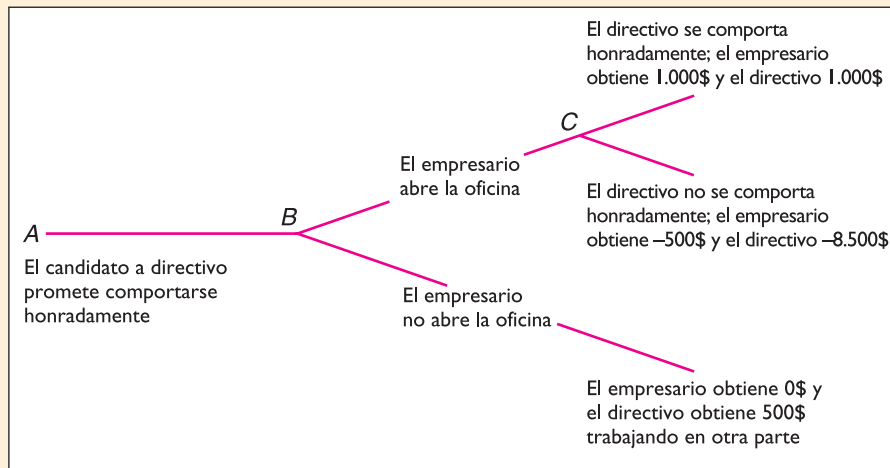 El directivo se comporta
honradamente; el empresario
obtiene 1.000$ y el directivo 1.000$
C
El empresario
abre la oficina
B
A
El directivo no se comporta
honradamente; el empresario
obtiene –500$ y el directivo –8.500$
El candidato a directivo
promete comportarse
honradamente
El empresario
no abre la oficina
El empresario obtiene 0$ y
el directivo obtiene 500$
trabajando en otra parte